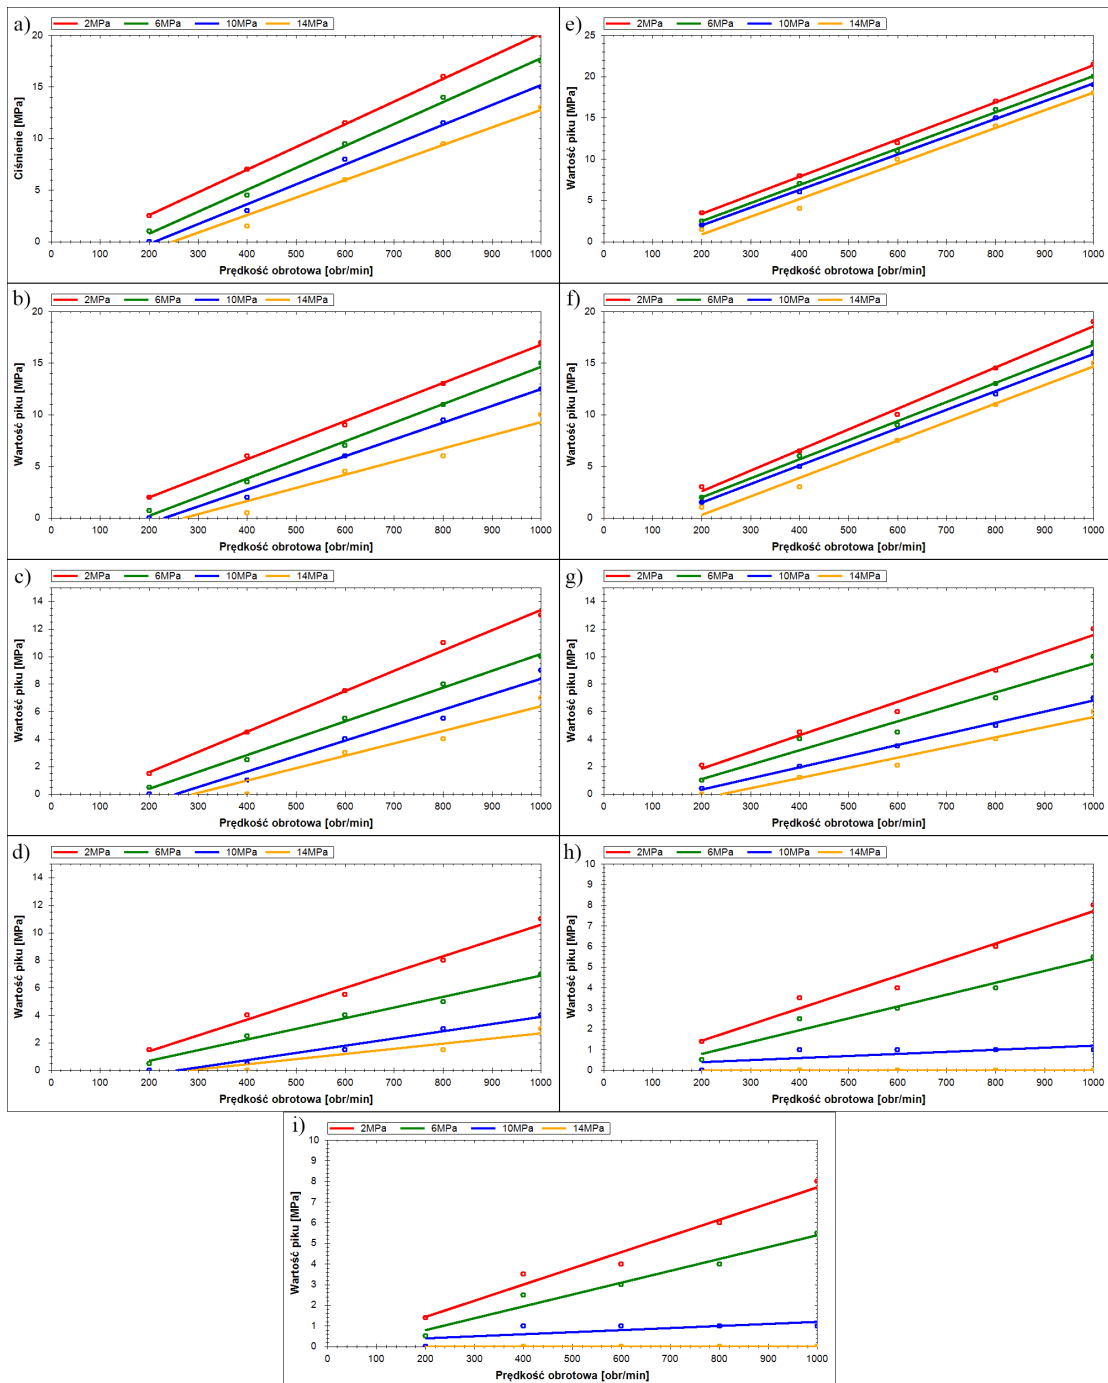 a)
2MPa 6MPa 10MPa 14MPa
Ciśnienie [MPa]
20
15
10
5
0
0 100 200 300 400 500 600 700 800 900 1000
Prędkość obrotowa [obr/min]
e)
2MPa 6MPa 10MPa 14MPa
Wartość piku [MPa]
25
20
15
10
5
0
0 100 200 300 400 500 600 700 800 900 1000
Prędkość obrotowa [obr/min]
b)
2MPa 6MPa 10MPa 14MPa
Wartość piku [MPa]
20
15
10
5
0
0 100 200 300 400 500 600 700 800 900 1000
Prędkość obrotowa [obr/min]
f)
2MPa 6MPa 10MPa 14MPa
Wartość piku [MPa]
20
15
10
5
0
0 100 200 300 400 500 600 700 800 900 1000
Prędkość obrotowa [obr/min]
c)
2MPa 6MPa 10MPa 14MPa
Wartość piku [MPa]
14
12
10
8
6
4
2
0
0 100 200 300 400 500 600 700 800 900 1000
Prędkość obrotowa [obr/min]
g)
2MPa 6MPa 10MPa 14MPa
Wartość piku [MPa]
14
12
10
8
6
4
2
0
0 100 200 300 400 500 600 700 800 900 1000
Prędkość obrotowa [obr/min]
d)
2MPa 6MPa 10MPa 14MPa
Wartość piku [MPa]
14
12
10
8
6
4
2
0
0 100 200 300 400 500 600 700 800 900 1000
Prędkość obrotowa [obr/min]
h)
2MPa 6MPa 10MPa 14MPa
Wartość piku [MPa]
10
9
8
7
6
5
4
3
2
1
0
0 100 200 300 400 500 600 700 800 900 1000
Prędkość obrotowa [obr/min]
i)
2MPa 6MPa 10MPa 14MPa
Wartość piku [MPa]
10
9
8
7
6
5
4
3
2
1
0
0 100 200 300 400 500 600 700 800 900 1000
Prędkość obrotowa [obr/min]